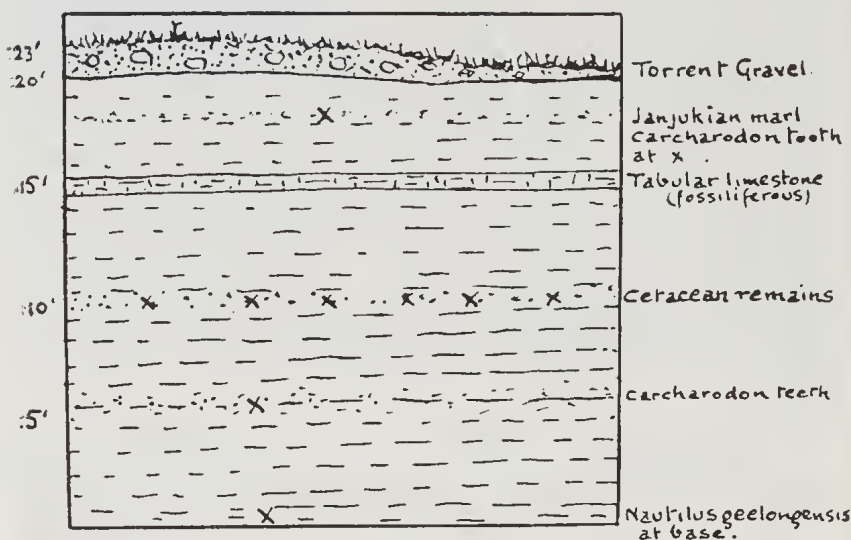 :23'
:20'
Torrent Gravel.
Janjukian marl
carcharodon teeth
at x.
:15'
Tabular limestone
(fossiliferous)
:10'
Cetacean remains
:5'
Carcharodon teeth
Nautilus geelongensis
at base.